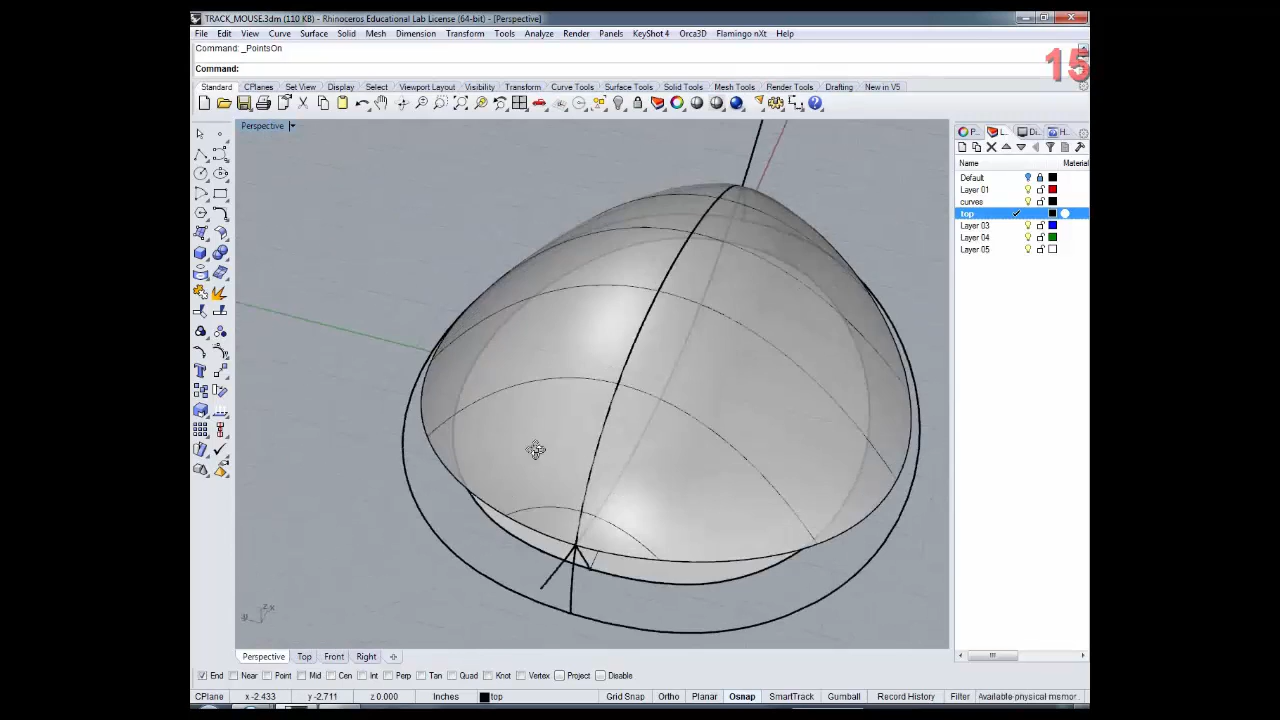 TRACK_MOUSE.3dm (110 KB) - Rhinoceros Educational Lab License (64-bit) - [Perspective]
File Edit View Curve Surface Solid Mesh Dimension Transform Tools Analyze Render Panels KeyShot 4 Orca3D Flamingo nXt Help
Command: _PointsOn
Command:
15
Standard CPlanes Set View Display Select Viewport Layout Visibility Transform Curve Tools Surface Tools Solid Tools Mesh Tools Render Tools Drafting New in V5
Perspective
P... L... Di... H...
Name Material
Default
Layer 01
curves
top
Layer 03
Layer 04
Layer 05
z x
Perspective Top Front Right
End Near Point Mid Cen Int Perp Tan Quad Knot Vertex Project Disable
CPlane x -2.433 y -2.711 z 0.000 Inches top Grid Snap Ortho Planar Osnap SmartTrack Gumball Record History Filter Available physical memor